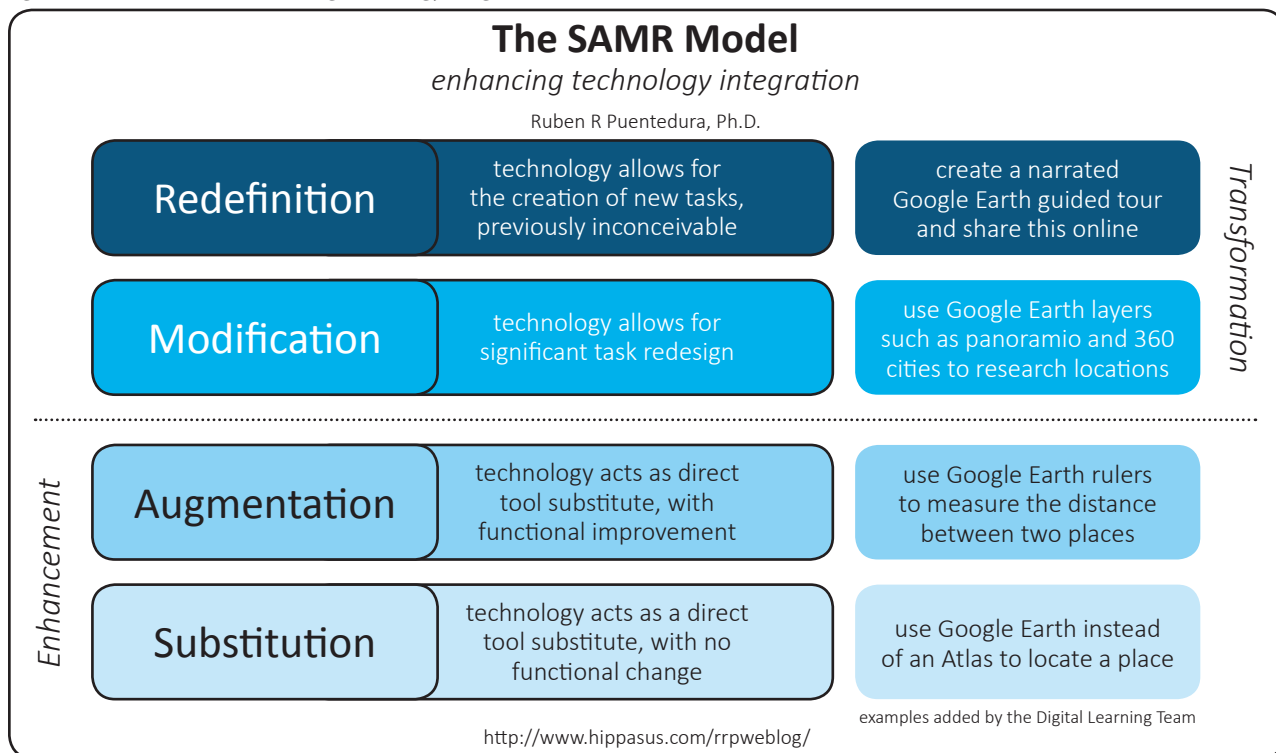 The SAMR Model
enhancing technology integration
Ruben R Puentedura, Ph.D.
Redefinition
technology allows for
the creation of new tasks,
previously inconceivable
create a narrated
Google Earth guided tour
and share this online
Transformation
Modification
technology allows for
significant task redesign
use Google Earth layers
such as panoramio and 360
cities to research locations
Enhancement
Augmentation
technology acts as direct
tool substitute, with
functional improvement
use Google Earth rulers
to measure the distance
between two places
Substitution
technology acts as a direct
tool substitute, with no
functional change
use Google Earth instead
of an Atlas to locate a place
examples added by the Digital Learning Team
http://www.hippasus.com/rrpweblog/